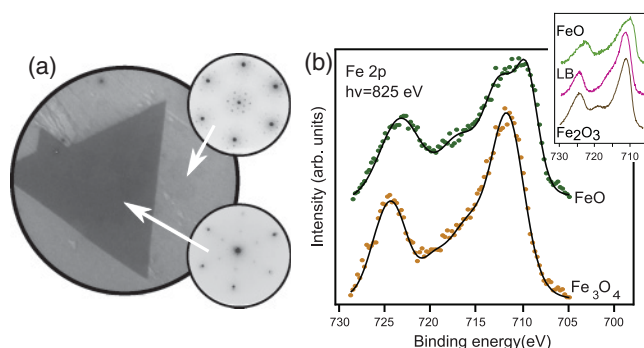 (a)
(b)
Fe 2p
hν=825 eV
Intensity (arb. units)
FeO
Fe3O4
730 725 720 715 710 705 700
Binding energy(eV)
FeO
LB
Fe2O3
730 720 710